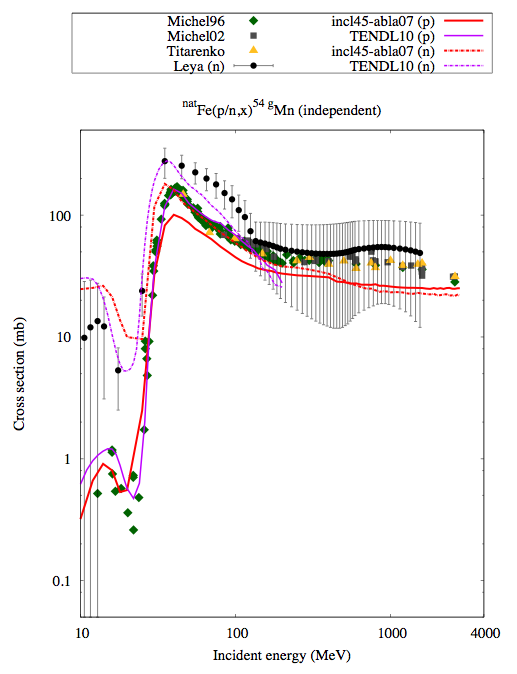 Michel96
Michel02
Titarenko
Leya (n)
incl45-abla07 (p)
TENDL10 (p)
incl45-abla07 (n)
TENDL10 (n)
natFe(p/n,x)54 gMn (independent)
Cross section (mb)
100
10
1
0.1
10 100 1000 4000
Incident energy (MeV)